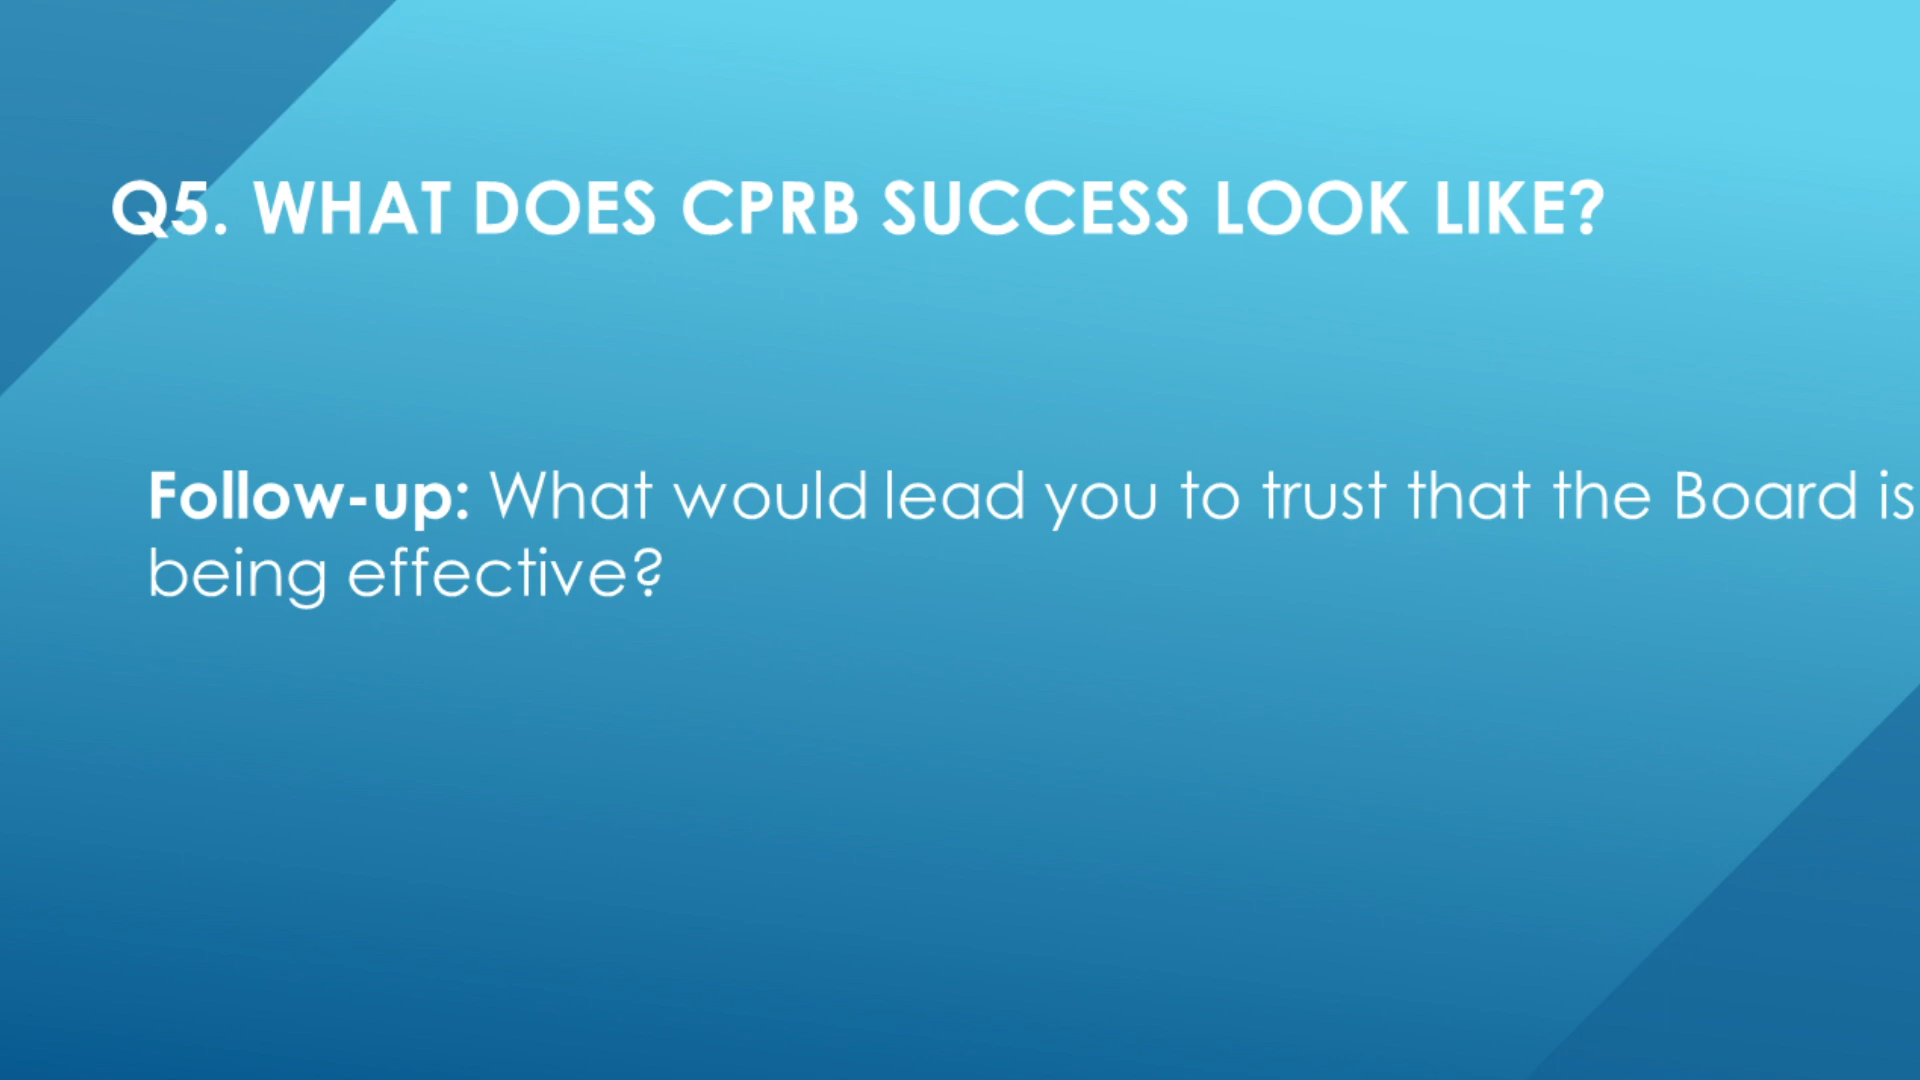 Q5. WHAT DOES CPRB SUCCESS LOOK LIKE?
Follow-up: What would lead you to trust that the Board is
being effective?